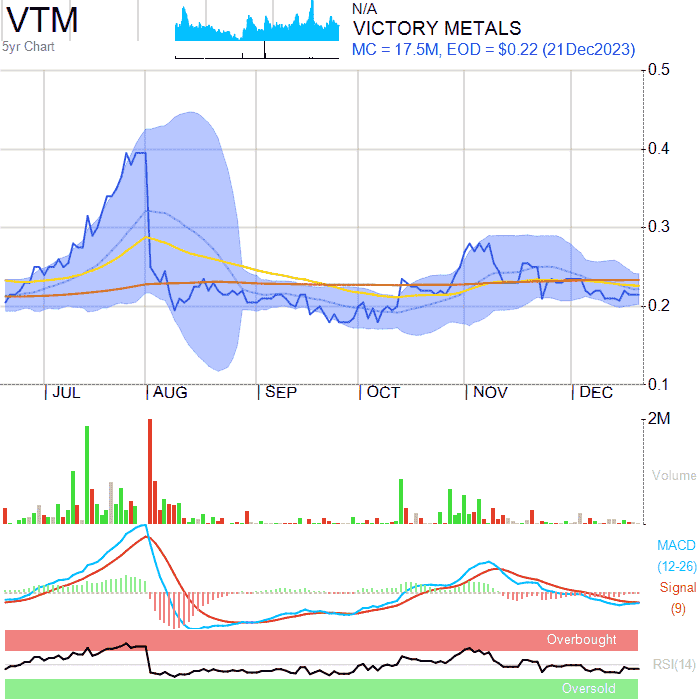 VTM
5yr Chart
N/A
VICTORY METALS
MC = 17.5M, EOD = $0.22 (21Dec2023)
0.5
0.4
0.3
0.2
0.1
JUL AUG SEP OCT NOV DEC
2M
Volume
MACD
(12-26)
Signal
(9)
Overbought
RSI(14)
Oversold